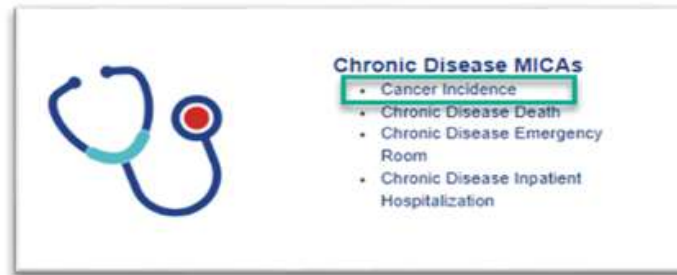 Chronic Disease MICAs
• Cancer Incidence
• Chronic Disease Death
• Chronic Disease Emergency
Room
• Chronic Disease Inpatient
Hospitalization